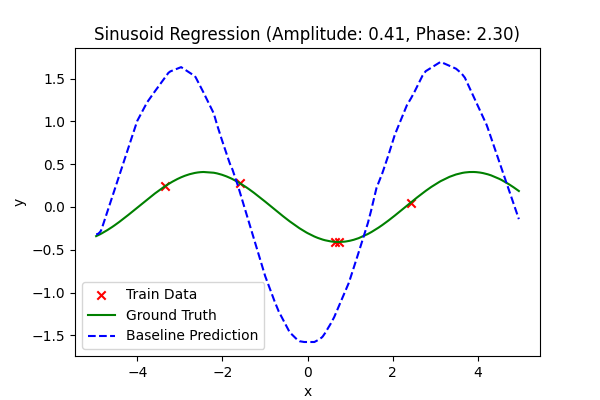 Sinusoid Regression (Amplitude: 0.41, Phase: 2.30)
1.5
1.0
0.5
0.0
−0.5
−1.0
−1.5
y
Train Data
Ground Truth
Baseline Prediction
−4 −2 0 2 4
x